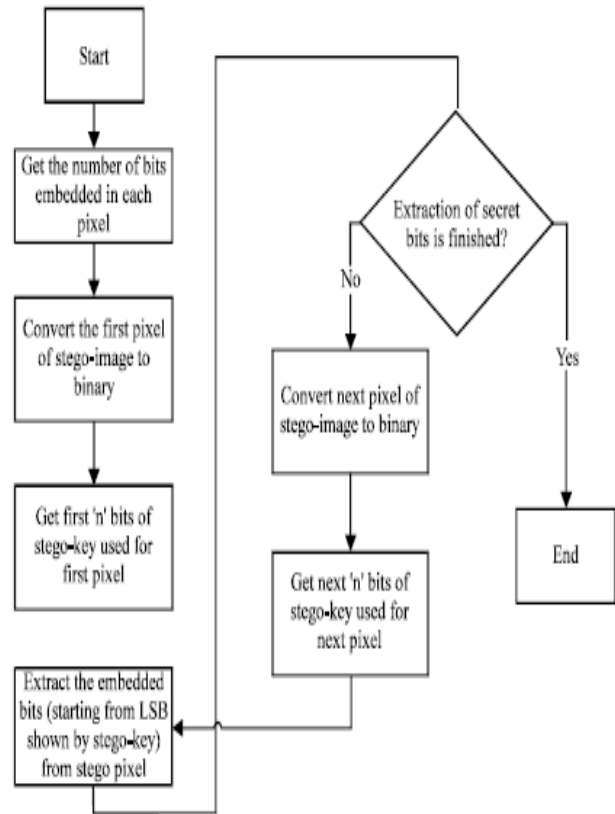 Start
Get the number of bits
embedded in each
pixel
Convert the first pixel
of stego-image to
binary
Get first 'n' bits of
stego-key used for
first pixel
Extract the embedded
bits (starting from LSB
shown by stego-key)
from stego pixel
Extraction of secret
bits is finished?
No
Yes
Convert next pixel of
stego-image to binary
Get next 'n' bits of
stego-key used for
next pixel
End